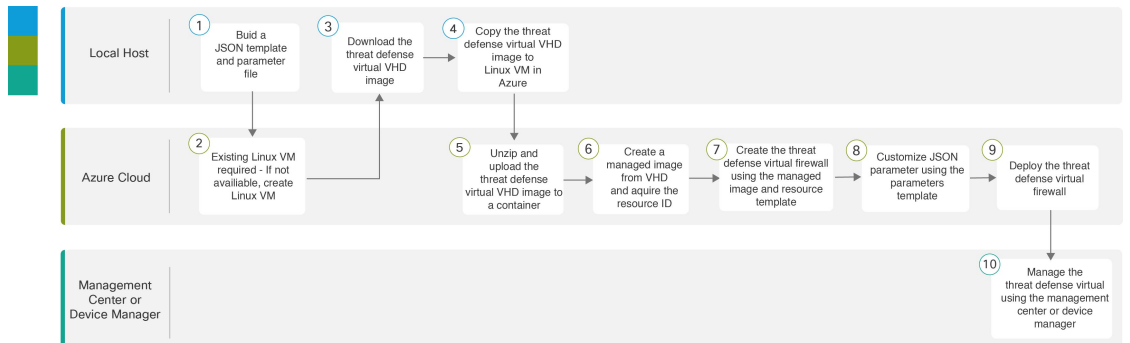 Local Host
1
Buid a
JSON template
and parameter
file
3
Download the
threat defense
virtual VHD
image
4
Copy the threat
defense virtual VHD
image to
Linux VM in
Azure
Azure Cloud
2
Existing Linux VM
required - If not
availiable, create
Linux VM
5
Unzip and
upload the
threat defense
virtual VHD image to
a container
6
Create a
managed image
from VHD
and aquire the
resource ID
7
Create the threat
defense virtual firewall
using the managed
image and resource
template
8
Customize JSON
parameter using the
parameters
template
9
Deploy the threat
defense virtual
firewall
Management
Center or
Device Manager
10
Manage the
threat defense virtual
using the management
center or device
manager